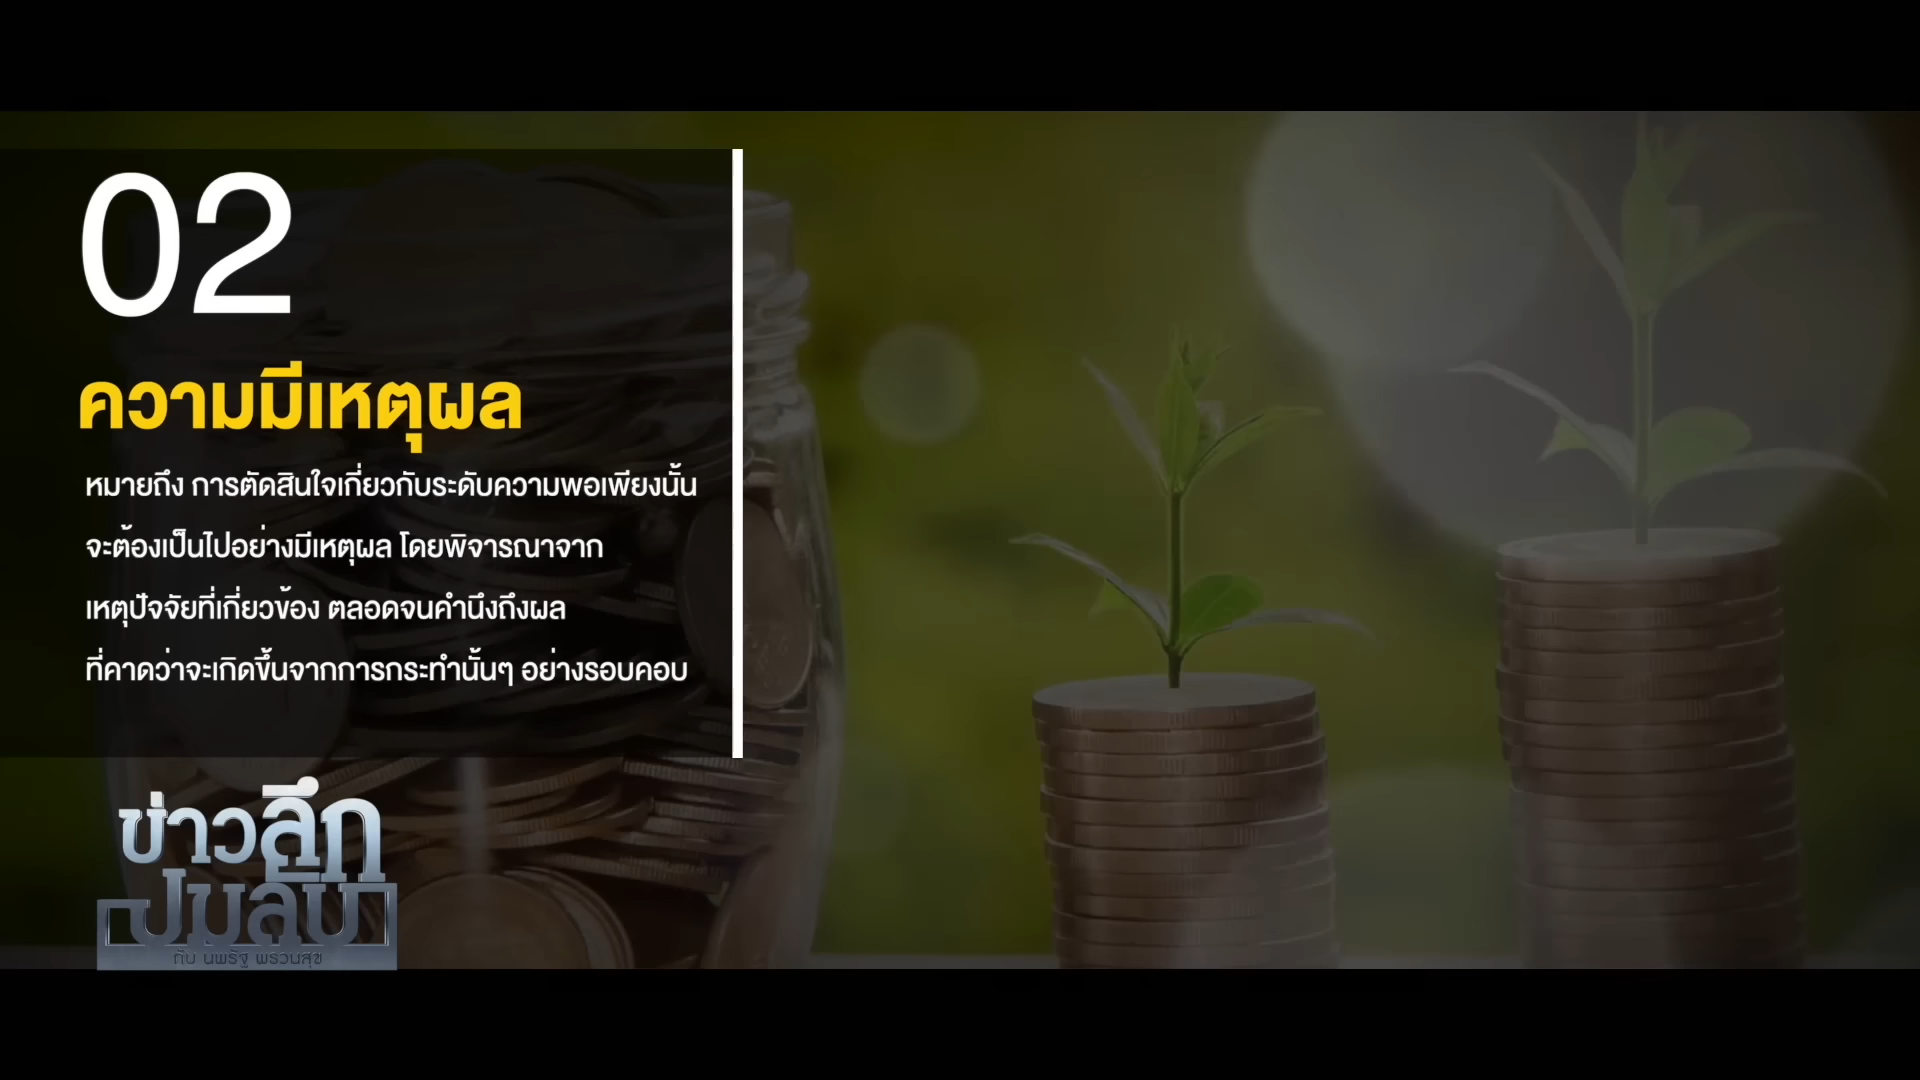 02
ความมีเหตุผล
หมายถึง การตัดสินใจเกี่ยวกับระดับความพอเพียงนั้น
จะต้องเป็นไปอย่างมีเหตุผล โดยพิจารณาจาก
เหตุปัจจัยที่เกี่ยวข้อง ตลอดจนคำนึงถึงผล
ที่คาดว่าจะเกิดขึ้นจากการกระทำนั้นๆ อย่างรอบคอบ
ข่าวลึก
ปมลับ
กับ นพรัฐ พรวนสุข